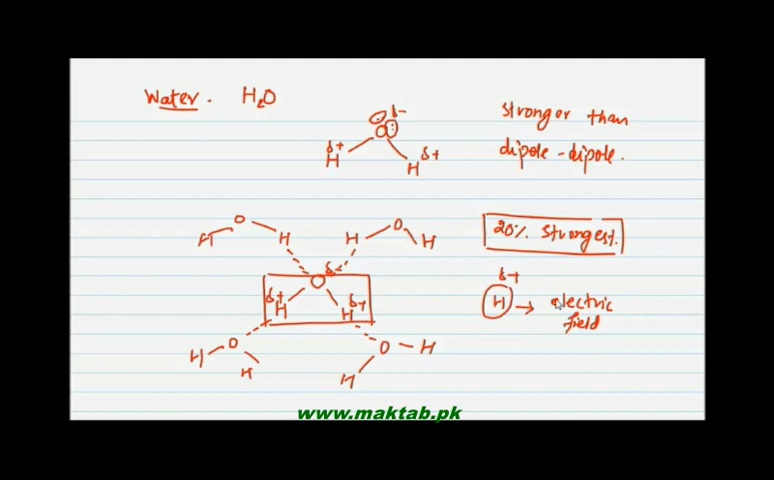 Water. H₂O
δ-
O
δ+ H
H δ+
stronger than
dipole-dipole.
H O H
H O H
20% strongest.
O δ-
δ+ H
H δ+
H O H
O H
H
δ+
H → electric
field
www.maktab.pk